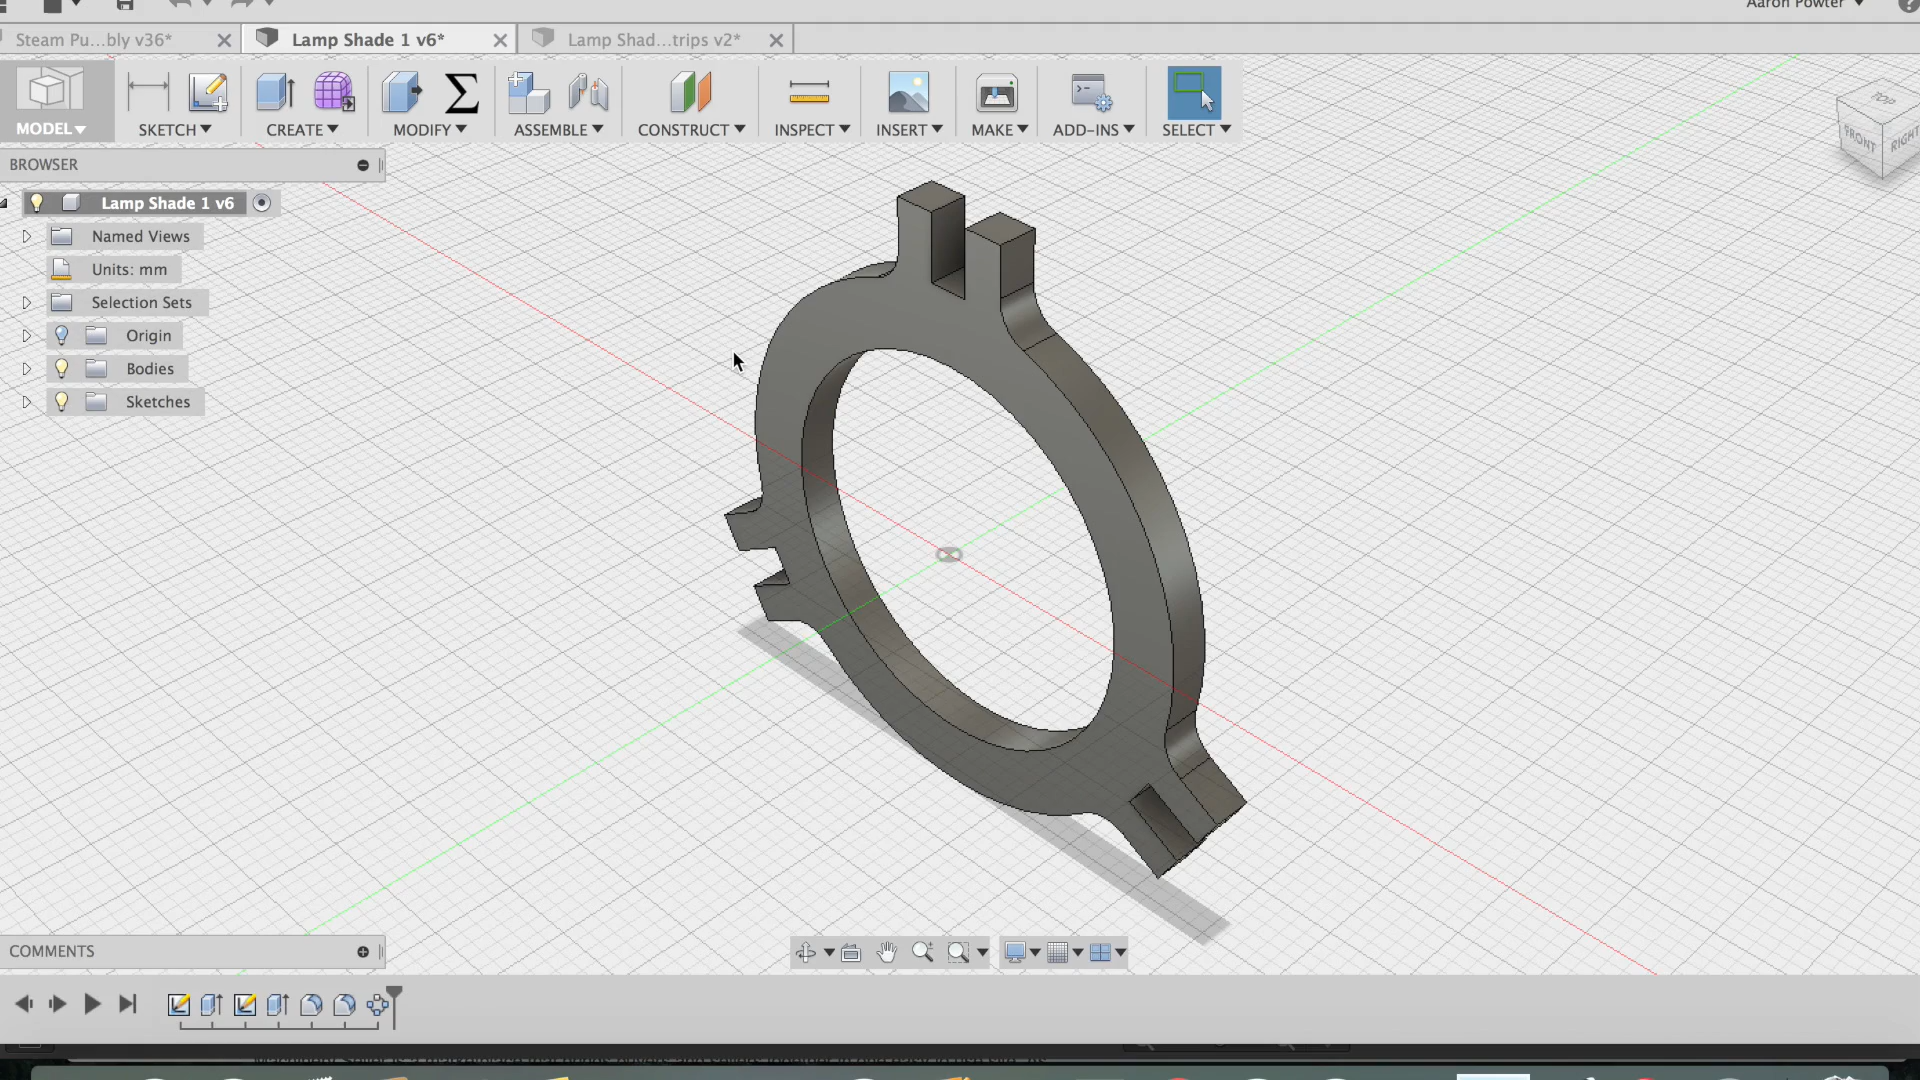 Aaron Powter
Steam Pu...bly v36*
Lamp Shade 1 v6*
Lamp Shad...trips v2*
MODEL
SKETCH
CREATE
MODIFY
ASSEMBLE
CONSTRUCT
INSPECT
INSERT
MAKE
ADD-INS
SELECT
TOP
FRONT
RIGHT
BROWSER
Lamp Shade 1 v6
Named Views
Units: mm
Selection Sets
Origin
Bodies
Sketches
COMMENTS